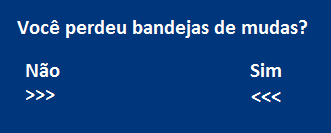 Você perdeu bandejas de mudas?
Não Sim
>>> <<<